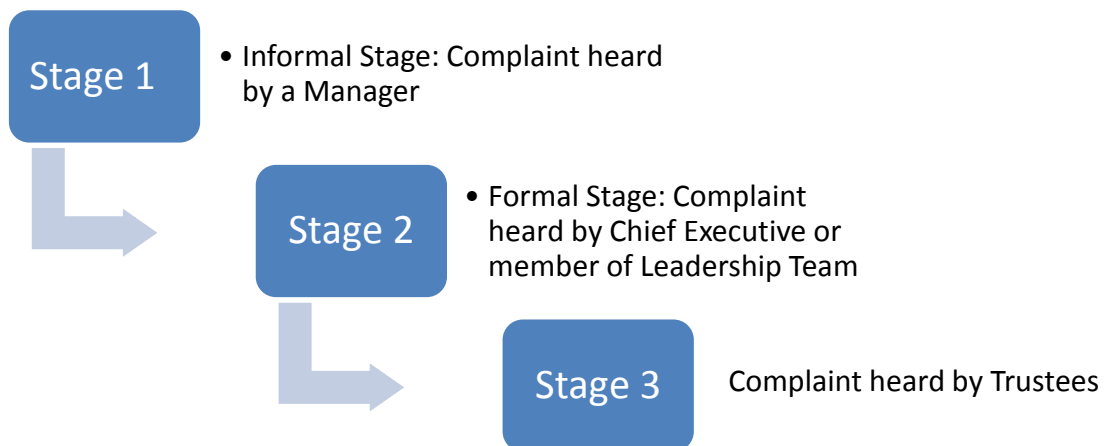 Stage 1
• Informal Stage: Complaint heard
by a Manager
Stage 2
• Formal Stage: Complaint
heard by Chief Executive or
member of Leadership Team
Stage 3
Complaint heard by Trustees